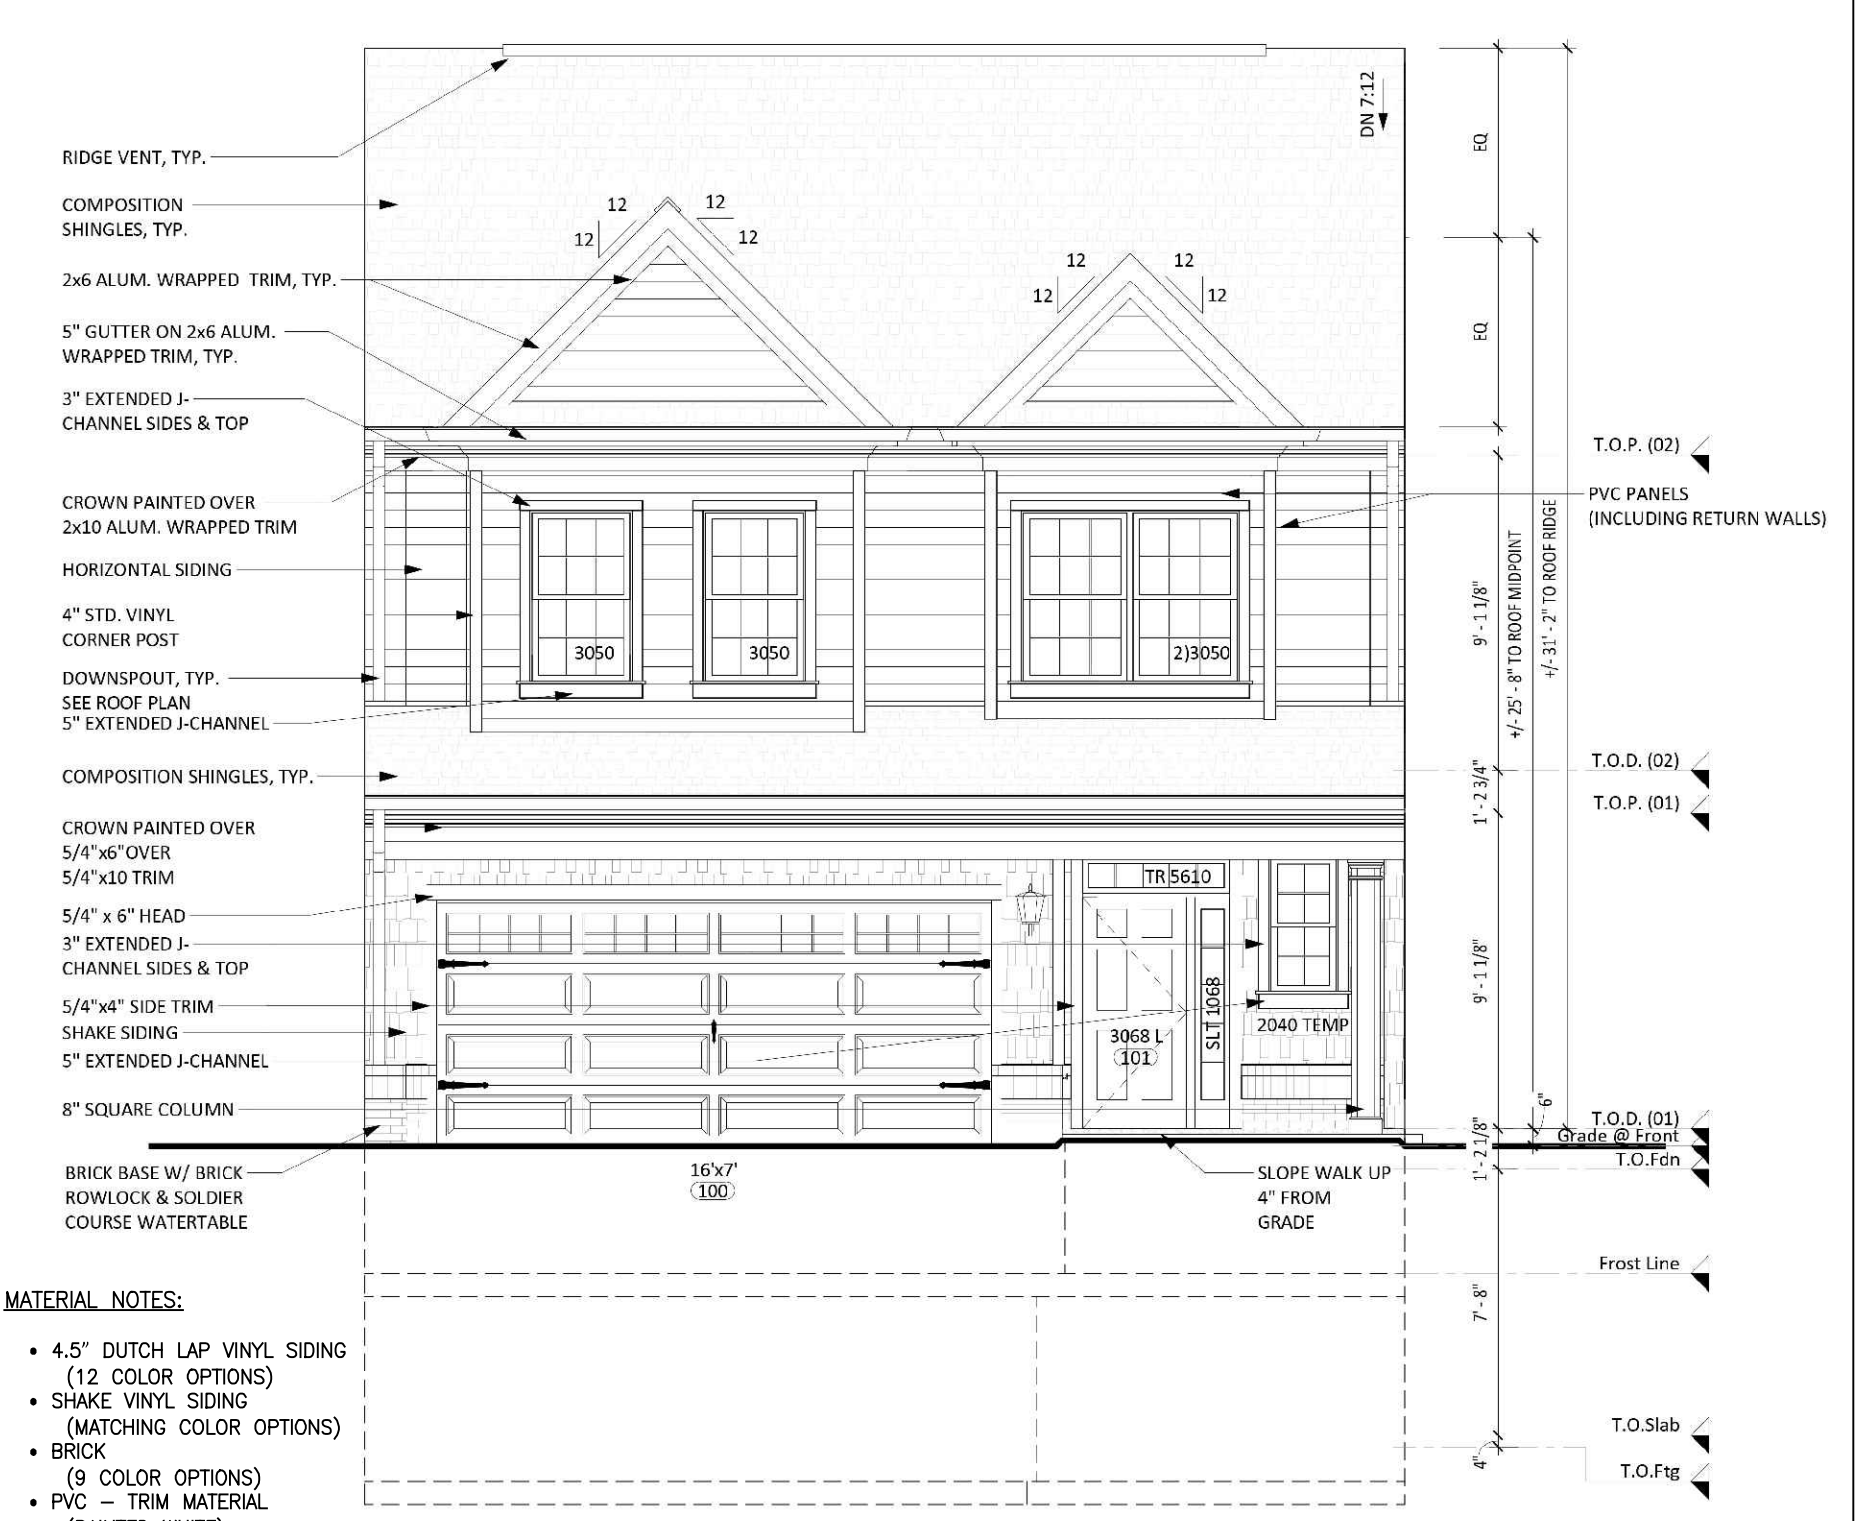 RIDGE VENT, TYP.
COMPOSITION
SHINGLES, TYP.
2x6 ALUM. WRAPPED TRIM, TYP.
5" GUTTER ON 2x6 ALUM.
WRAPPED TRIM, TYP.
3" EXTENDED J-
CHANNEL SIDES & TOP
CROWN PAINTED OVER
2x10 ALUM. WRAPPED TRIM
HORIZONTAL SIDING
4" STD. VINYL
CORNER POST
DOWNSPOUT, TYP.
SEE ROOF PLAN
5" EXTENDED J-CHANNEL
COMPOSITION SHINGLES, TYP.
CROWN PAINTED OVER
5/4"x6"OVER
5/4"x10 TRIM
5/4" x 6" HEAD
3" EXTENDED J-
CHANNEL SIDES & TOP
5/4"x4" SIDE TRIM
SHAKE SIDING
5" EXTENDED J-CHANNEL
8" SQUARE COLUMN
BRICK BASE W/ BRICK
ROWLOCK & SOLDIER
COURSE WATERTABLE
MATERIAL NOTES:
• 4.5" DUTCH LAP VINYL SIDING
(12 COLOR OPTIONS)
• SHAKE VINYL SIDING
(MATCHING COLOR OPTIONS)
• BRICK
(9 COLOR OPTIONS)
• PVC – TRIM MATERIAL
DN 7:12
12
12
12
12
12
12
12
12
3050
3050
2)3050
TR 5610
SLT 1068
3068 L
101
2040 TEMP
16'x7'
100
SLOPE WALK UP
4" FROM
GRADE
EQ
EQ
9' - 1 1/8"
1' - 2 3/4"
9' - 1 1/8"
1' - 2 1/8"
7' - 8"
4"
6"
+/- 25' - 8" TO ROOF MIDPOINT
+/- 31' - 2" TO ROOF RIDGE
T.O.P. (02)
PVC PANELS
(INCLUDING RETURN WALLS)
T.O.D. (02)
T.O.P. (01)
T.O.D. (01)
Grade @ Front
T.O.Fdn
Frost Line
T.O.Slab
T.O.Ftg